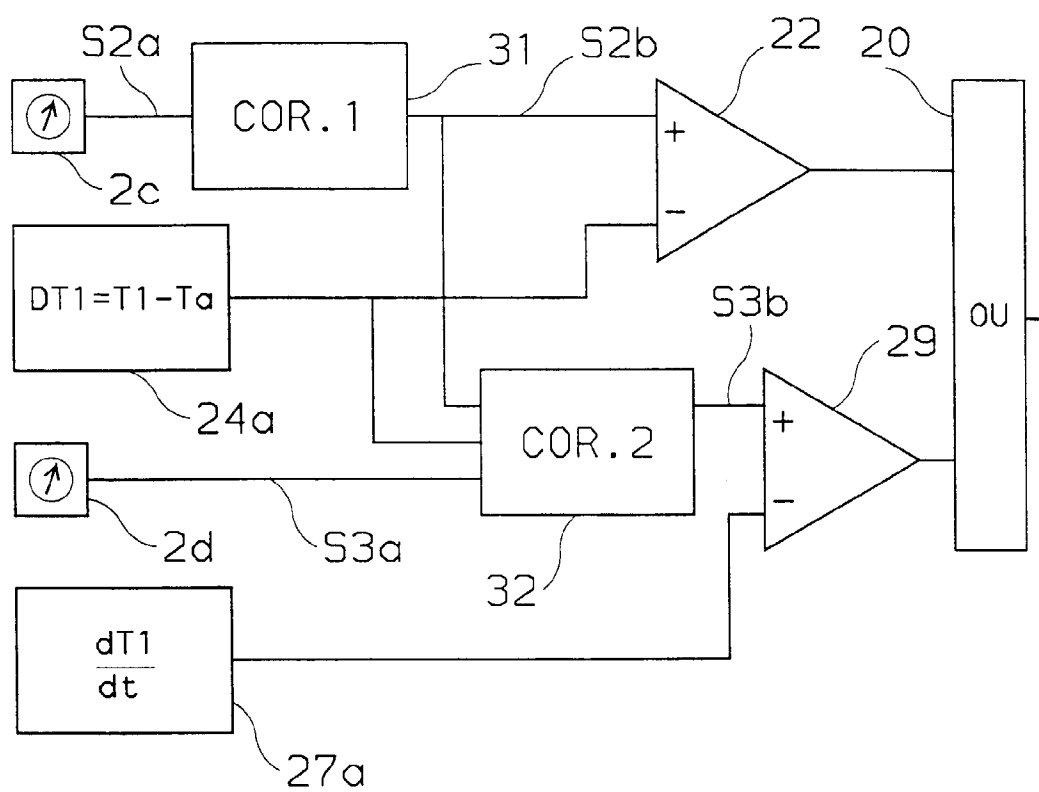 S2a
31
S2b
22
20
COR.1
+
2c
−
DT1=T1-Ta
S3b
OU
29
24a
COR.2
+
−
2d
S3a
32
dT1
dt
27a